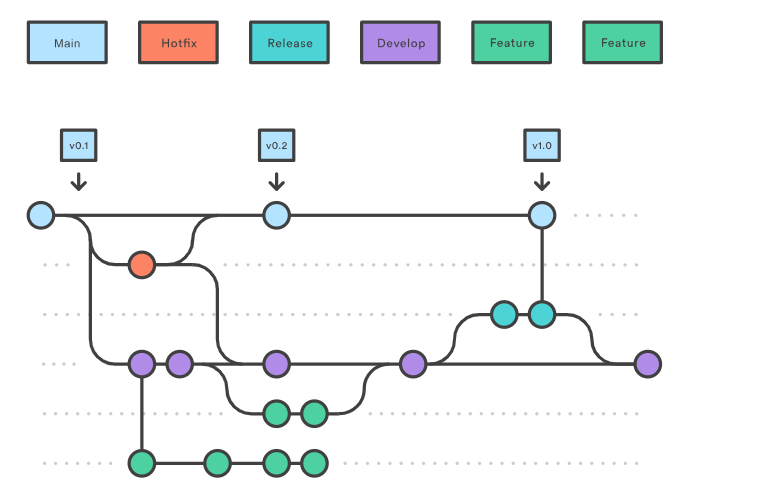 Main
Hotfix
Release
Develop
Feature
Feature
v0.1
v0.2
v1.0